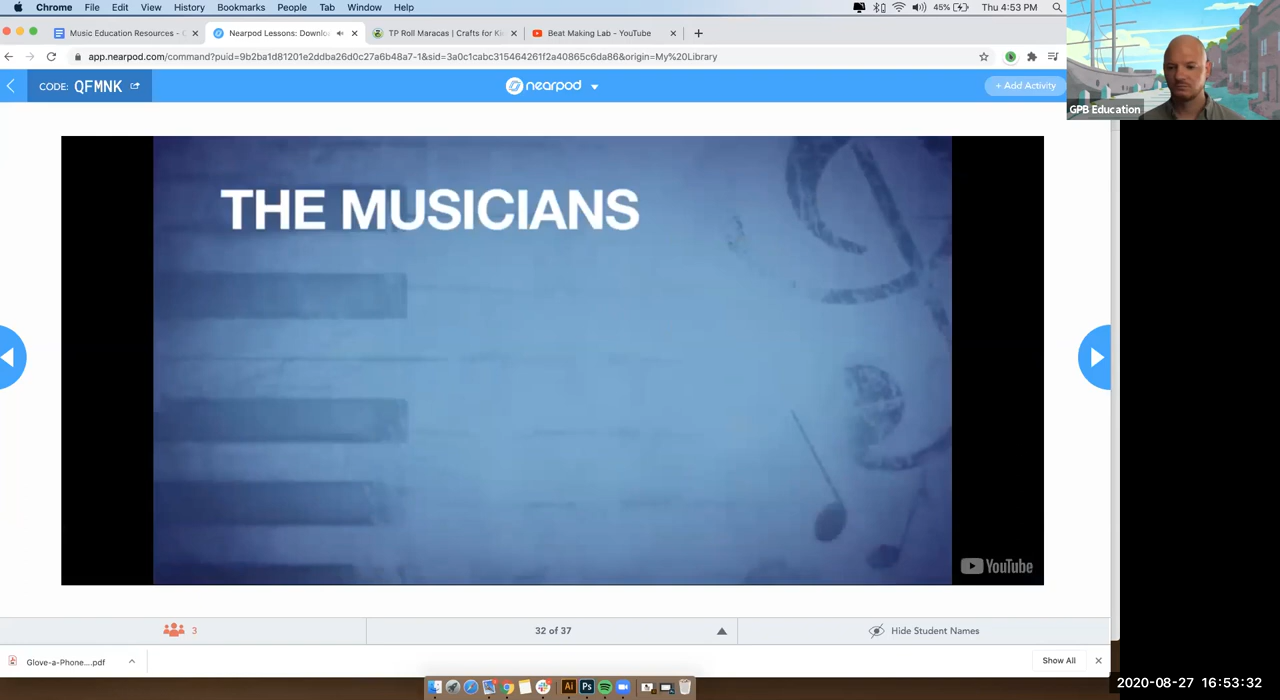 Chrome File Edit View History Bookmarks People Tab Window Help 45% Thu 4:53 PM
Music Education Resources - Nearpod Lessons: Downlo TP Roll Maracas | Crafts for Ki Beat Making Lab - YouTube
app.nearpod.com/command?puid=9b2ba1d81201e2ddba26d0c27a6b48a7-1&sid=3a0c1cabc315464261f2a40865c6da86&origin=My%20Library
CODE: QFMNK nearpod + Add Activity
GPB Education
THE MUSICIANS
YouTube
3 32 of 37 Hide Student Names
Glove-a-Phone....pdf Show All
Ai Ps
2020-08-27 16:53:32